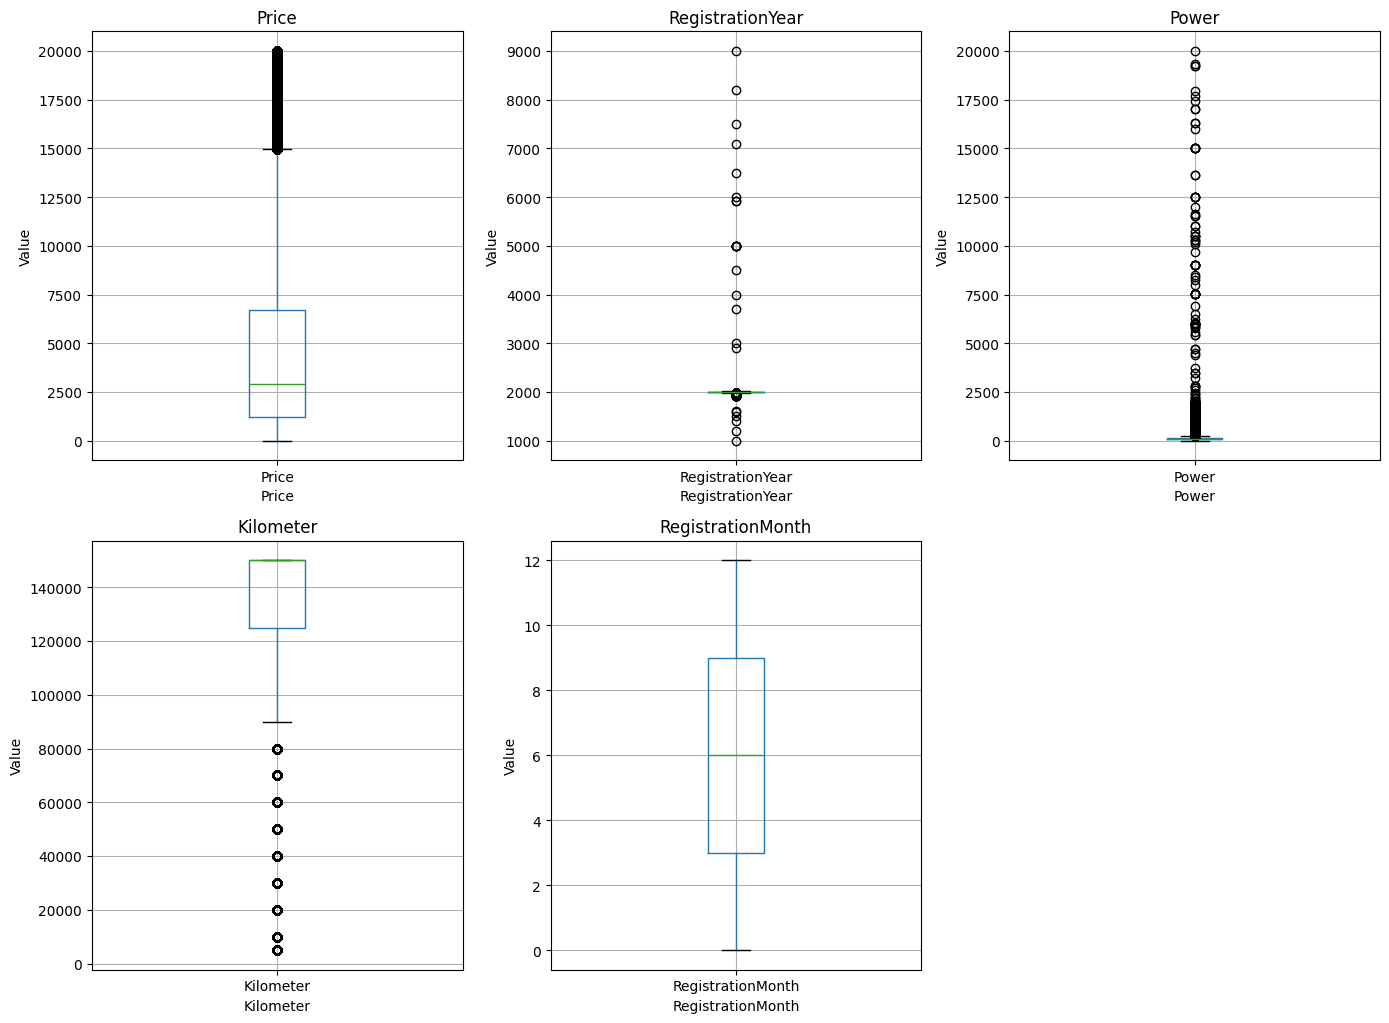 Price
RegistrationYear
Power
20000
17500
15000
12500
10000
7500
5000
2500
0
Value
Price
Price
9000
8000
7000
6000
5000
4000
3000
2000
1000
Value
RegistrationYear
RegistrationYear
20000
17500
15000
12500
10000
7500
5000
2500
0
Value
Power
Power
Kilometer
RegistrationMonth
140000
120000
100000
80000
60000
40000
20000
0
Value
Kilometer
Kilometer
12
10
8
6
4
2
0
Value
RegistrationMonth
RegistrationMonth